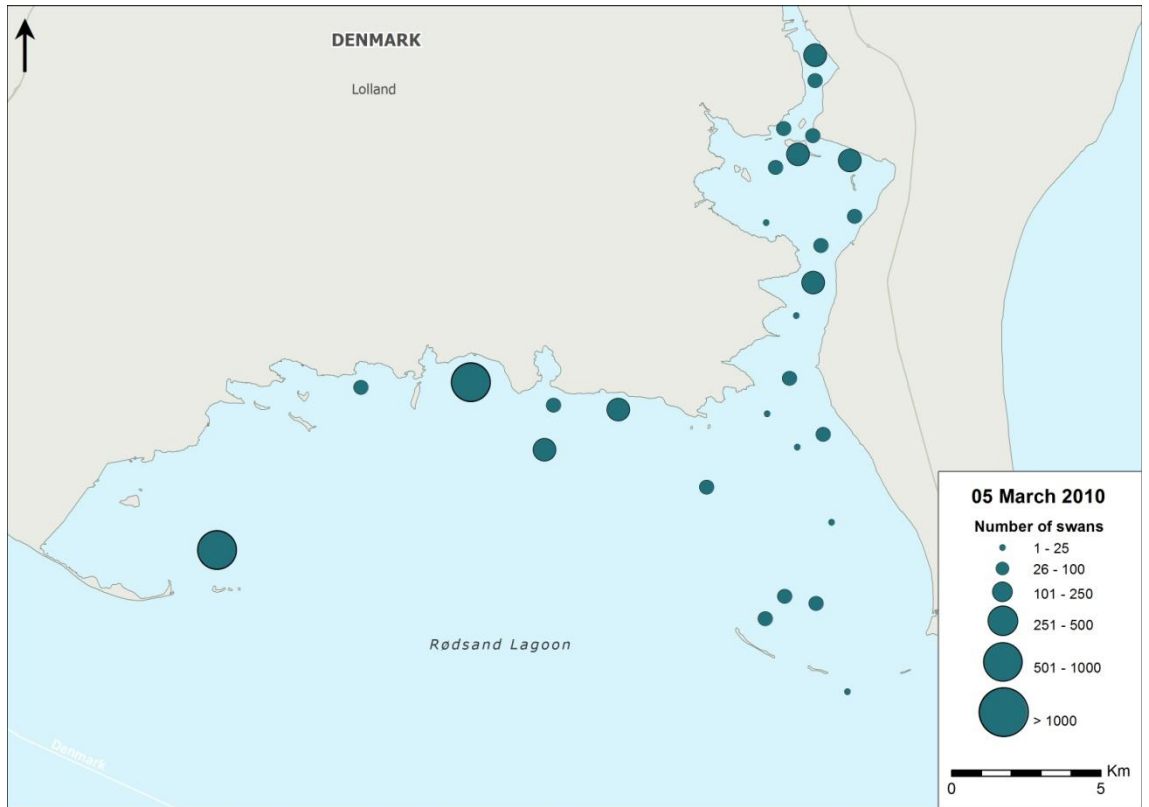 DENMARK
Lolland
Rødsand Lagoon
Denmark
05 March 2010
Number of swans
1 - 25
26 - 100
101 - 250
251 - 500
501 - 1000
> 1000
Km
0 5